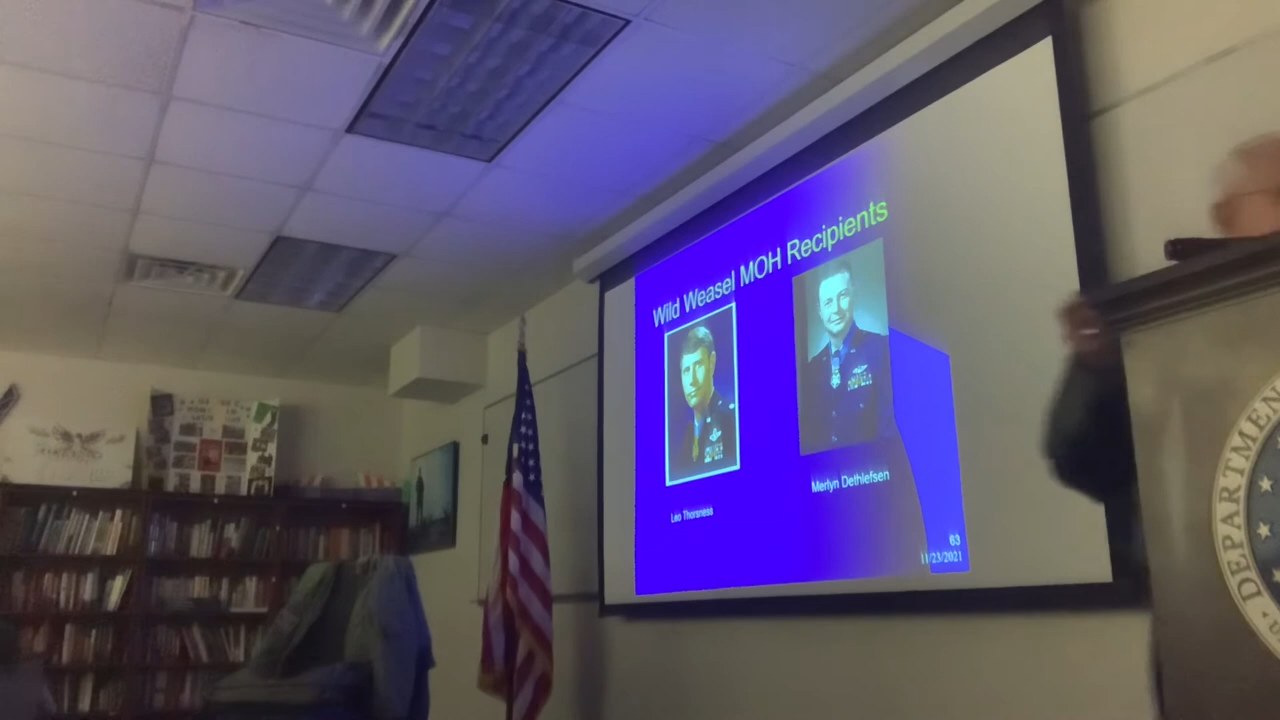 Wild Weasel MOH Recipients
Leo Thorsness
Merlyn Dethlefsen
63
11/23/2021
DEPARTMEN